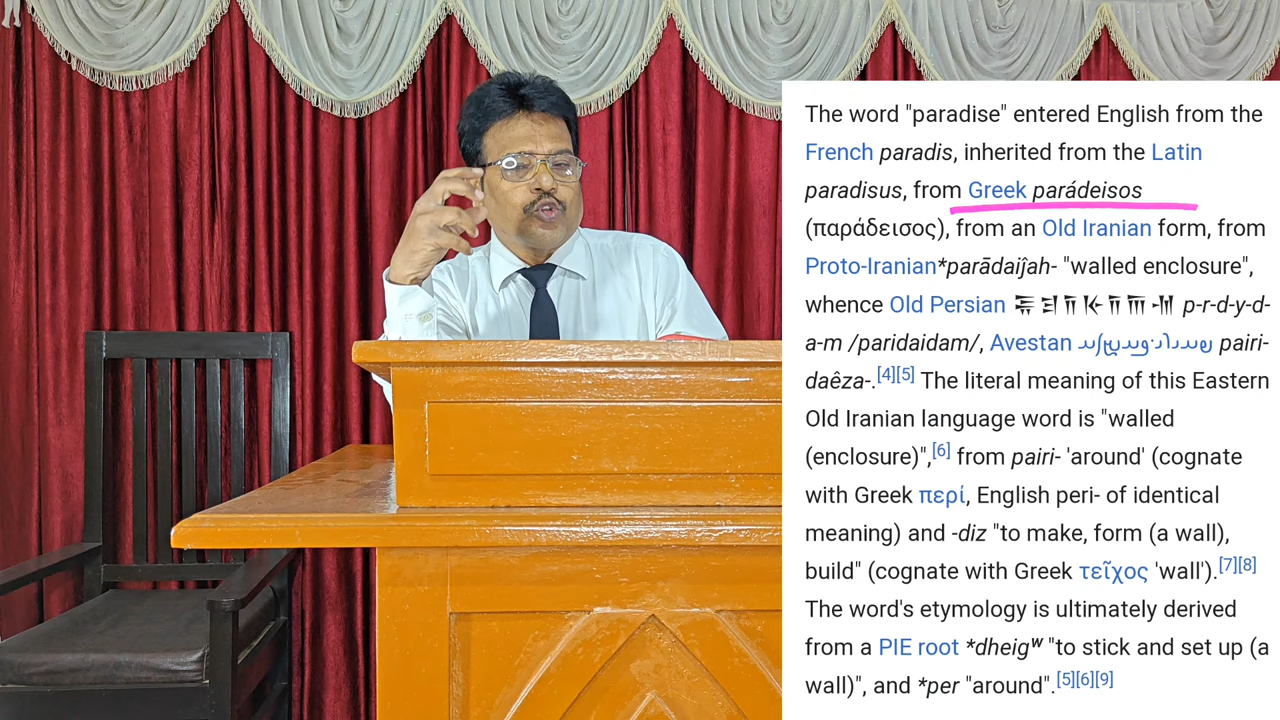 The word "paradise" entered English from the
French paradis, inherited from the Latin
paradisus, from Greek parádeisos
(παράδεισος), from an Old Iranian form, from
Proto-Iranian*parādaiĵah- "walled enclosure",
whence Old Persian 𐎱𐎼𐎭𐎹𐎭𐎠𐎶 p-r-d-y-d-
a-m /paridaidam/, Avestan pairi-
daêza-.[4][5] The literal meaning of this Eastern
Old Iranian language word is "walled
(enclosure)",[6] from pairi- 'around' (cognate
with Greek περί, English peri- of identical
meaning) and -diz "to make, form (a wall),
build" (cognate with Greek τεῖχος 'wall').[7][8]
The word's etymology is ultimately derived
from a PIE root *dheigʷ "to stick and set up (a
wall)", and *per "around".[5][6][9]